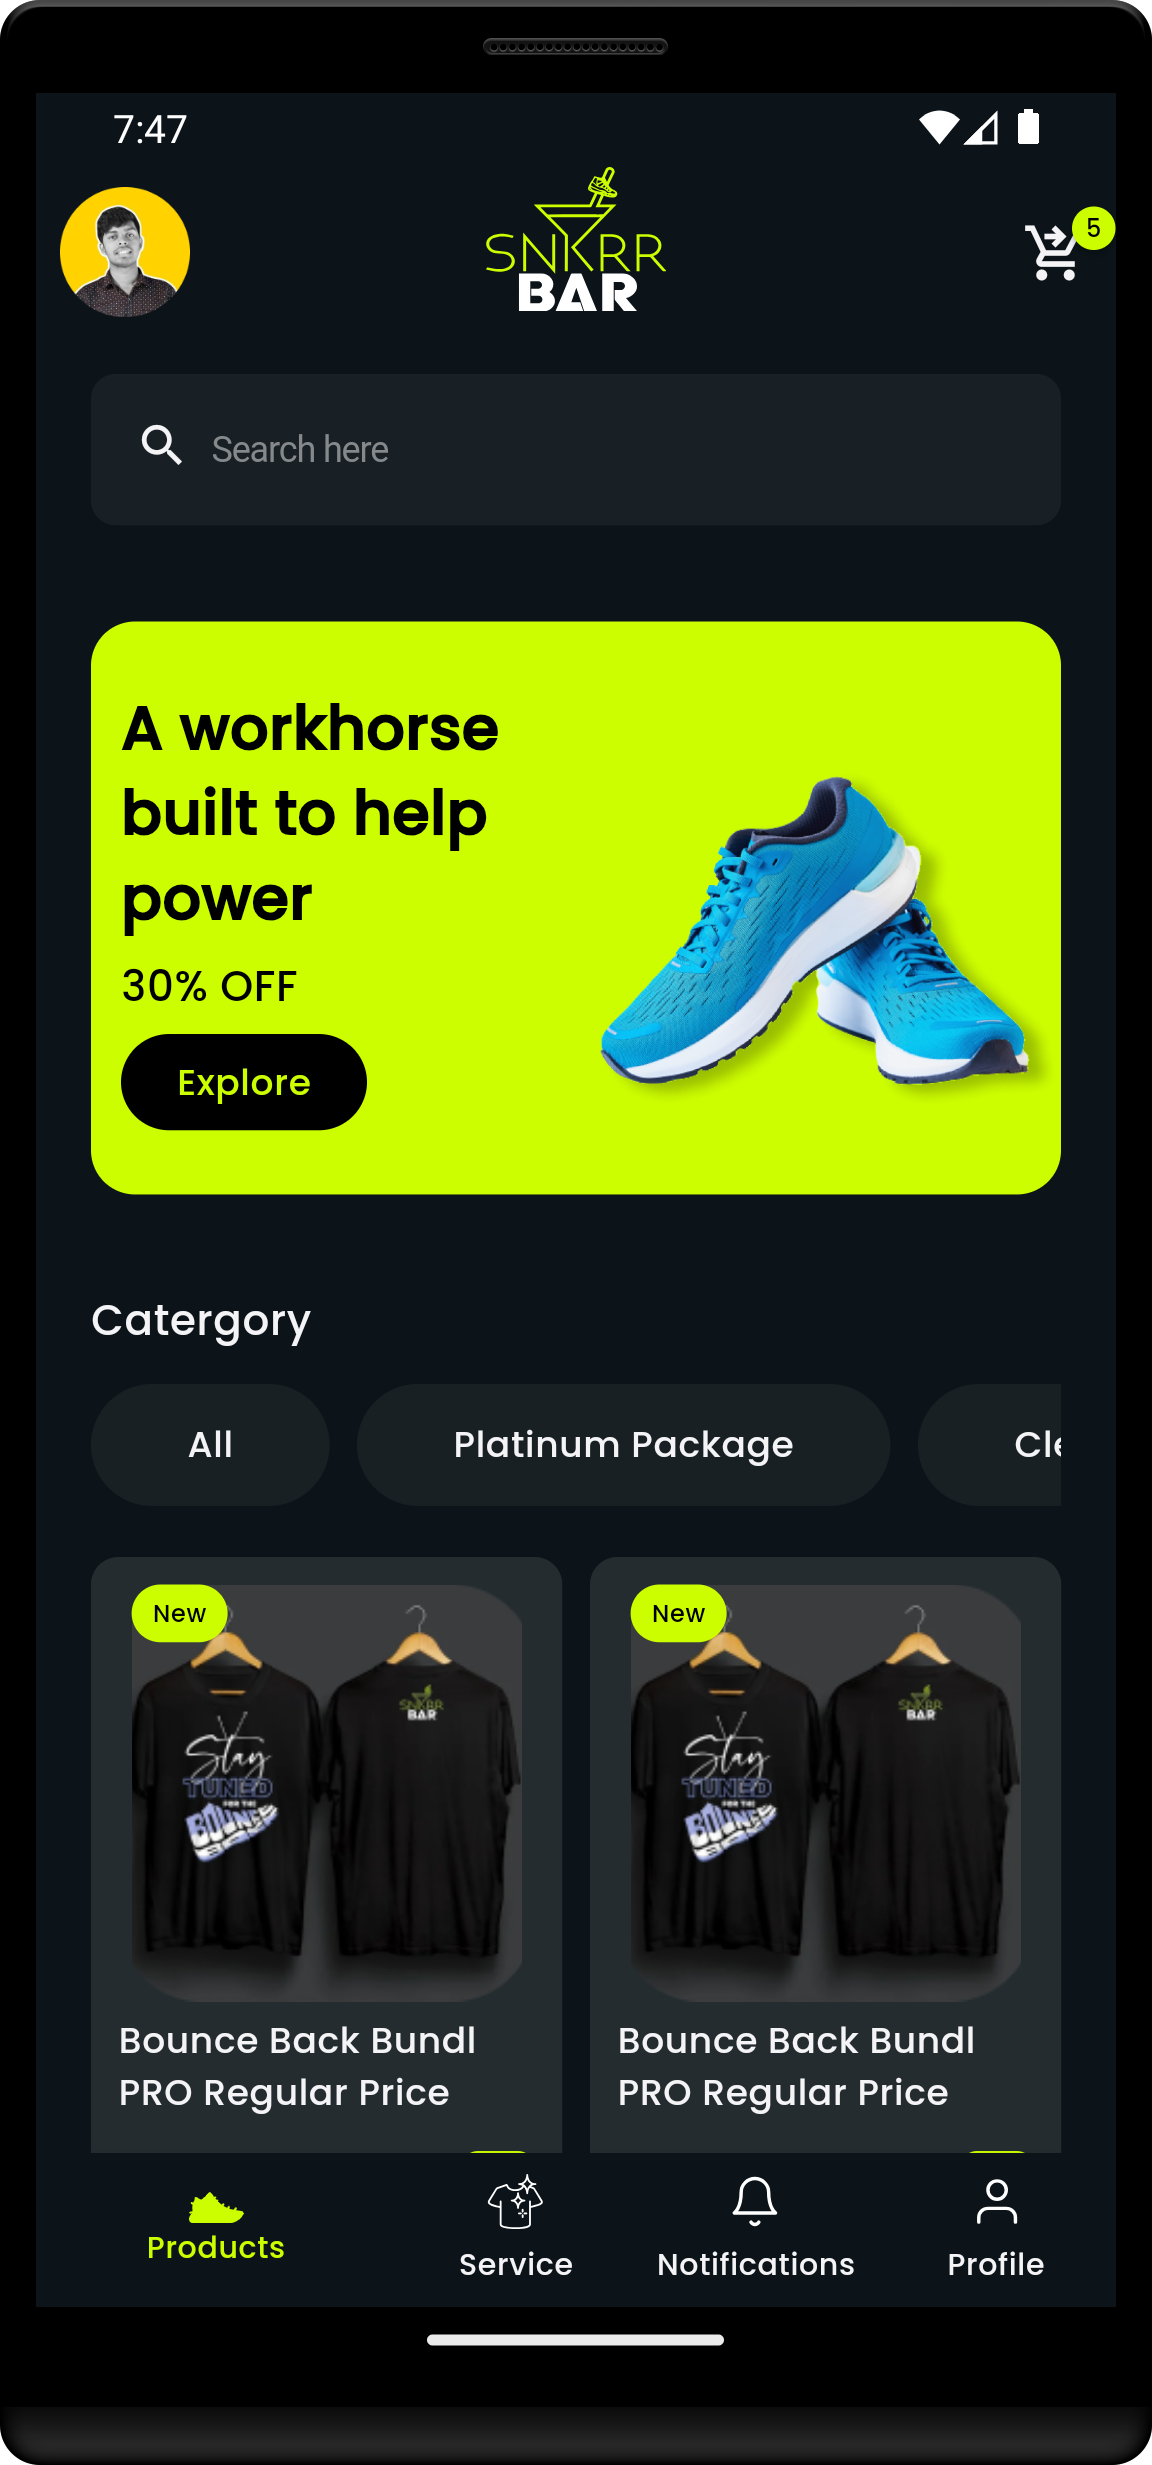 7:47
SNKRR
BAR
5
Search here
A workhorse
built to help
power
30% OFF
Explore
Catergory
All
Platinum Package
Cle
New
New
SNKRR
BAR
SNKRR
BAR
Stay
TUNED
FOR THE
BOUNCE
Stay
TUNED
FOR THE
BOUNCE
Bounce Back Bundl
PRO Regular Price
Bounce Back Bundl
PRO Regular Price
Products
Service
Notifications
Profile